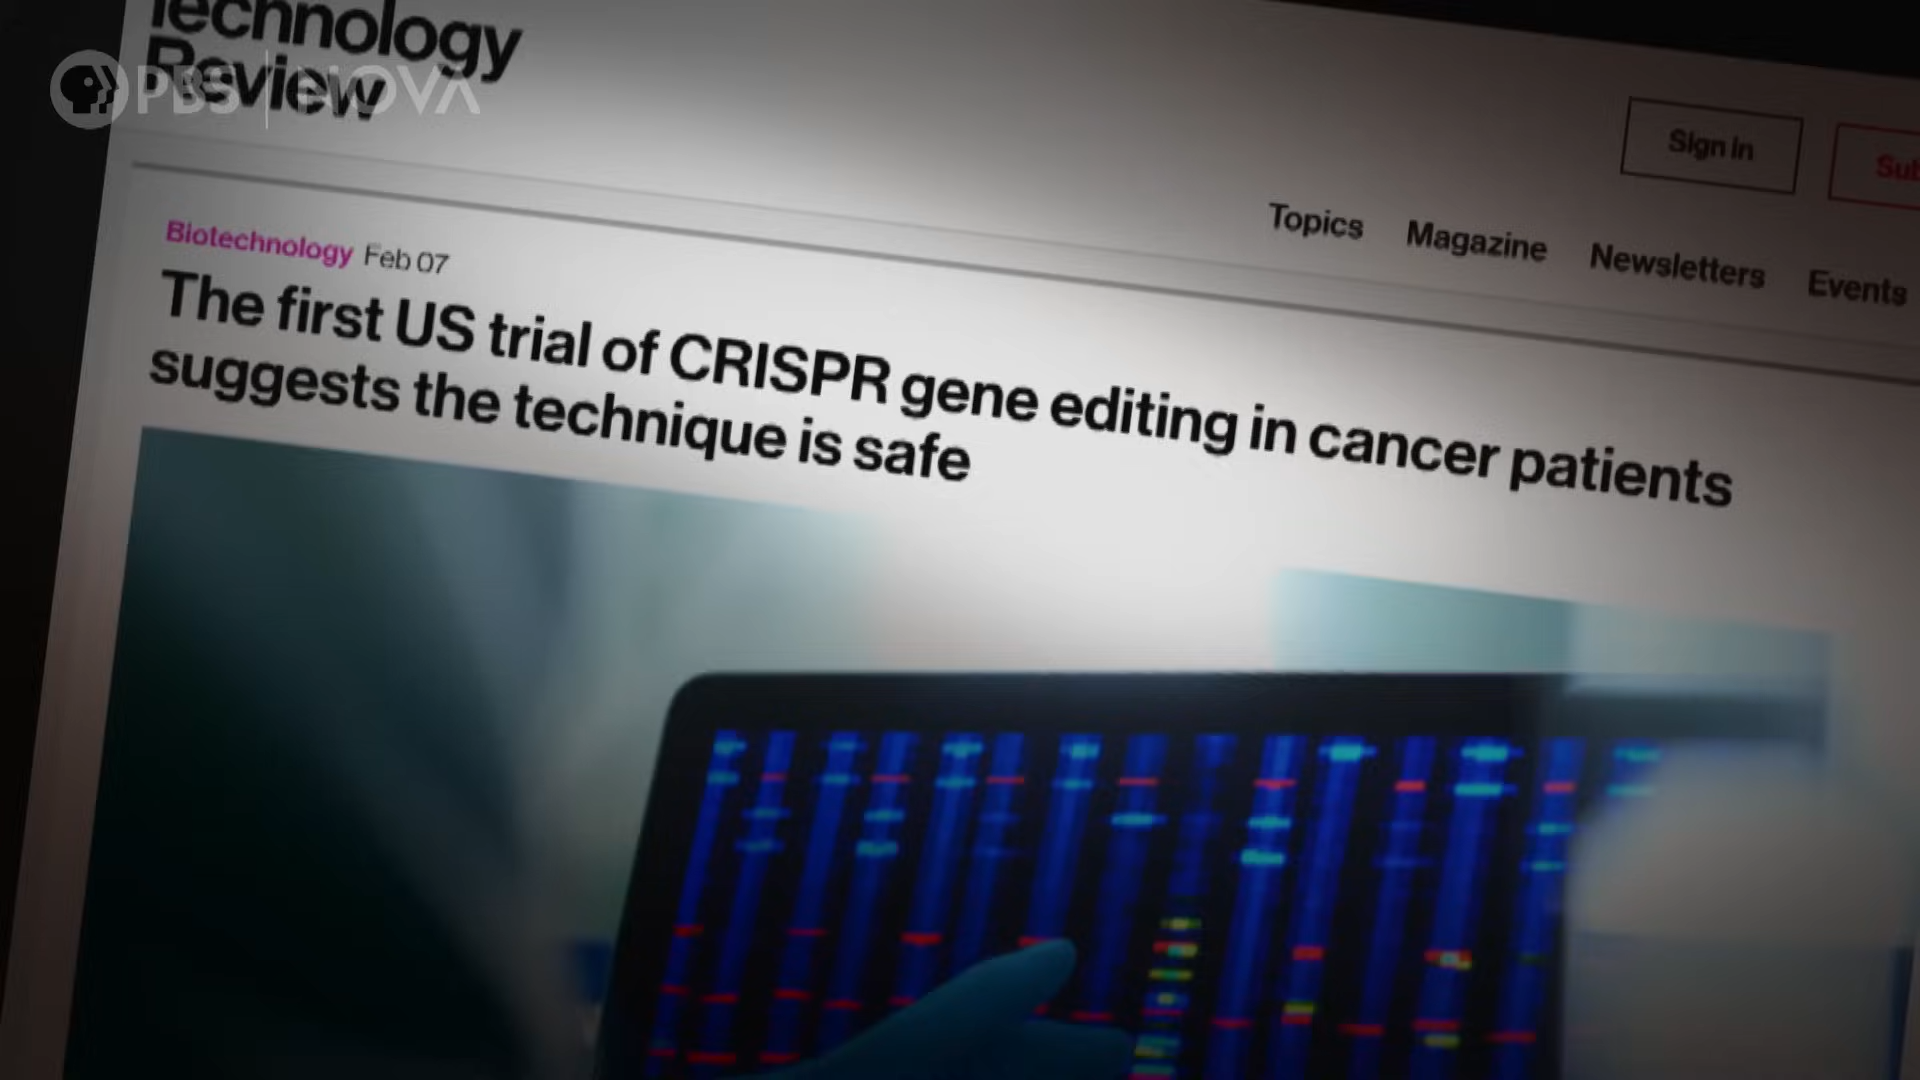 Technology
Review
PBS | NOVA
Sign in
Topics Magazine Newsletters Events
Biotechnology Feb 07
The first US trial of CRISPR gene editing in cancer patients
suggests the technique is safe